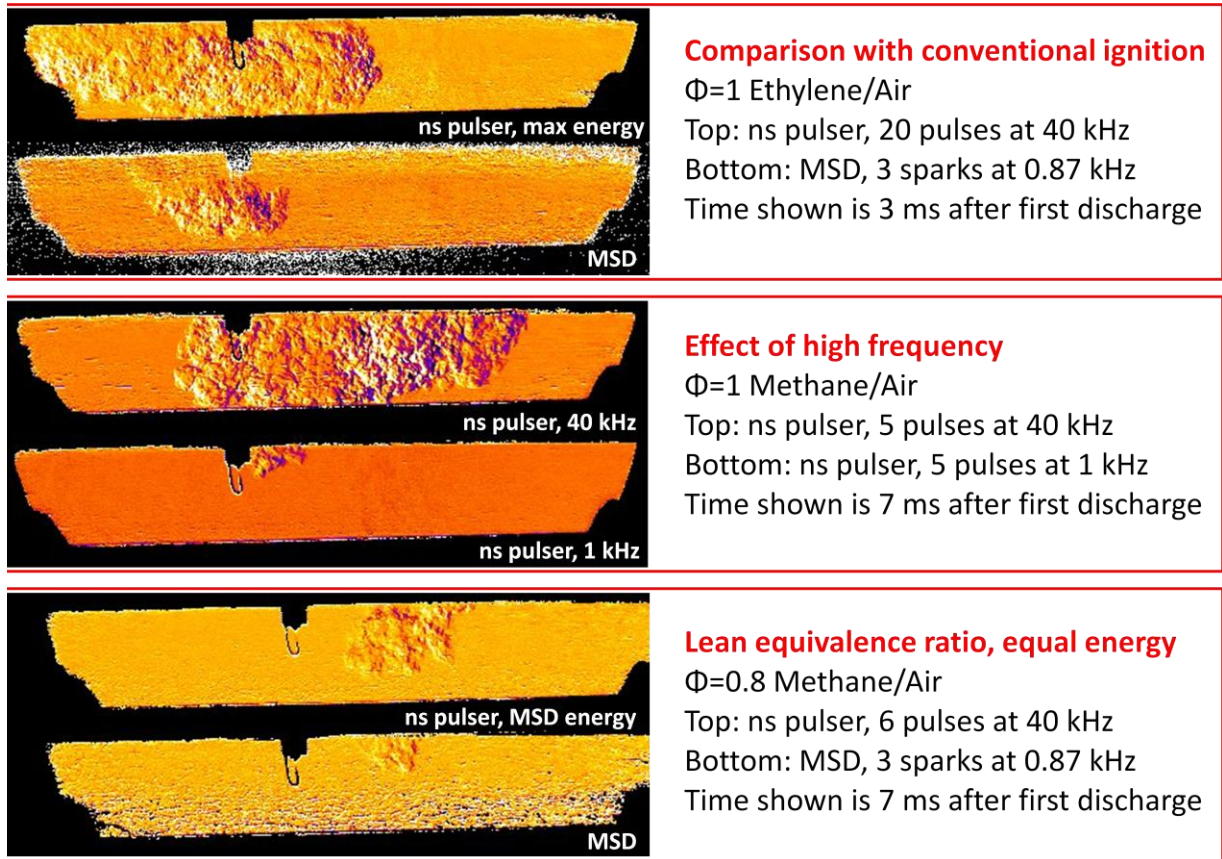 ns pulser, max energy
MSD
Comparison with conventional ignition
Φ=1 Ethylene/Air
Top: ns pulser, 20 pulses at 40 kHz
Bottom: MSD, 3 sparks at 0.87 kHz
Time shown is 3 ms after first discharge
ns pulser, 40 kHz
ns pulser, 1 kHz
Effect of high frequency
Φ=1 Methane/Air
Top: ns pulser, 5 pulses at 40 kHz
Bottom: ns pulser, 5 pulses at 1 kHz
Time shown is 7 ms after first discharge
ns pulser, MSD energy
MSD
Lean equivalence ratio, equal energy
Φ=0.8 Methane/Air
Top: ns pulser, 6 pulses at 40 kHz
Bottom: MSD, 3 sparks at 0.87 kHz
Time shown is 7 ms after first discharge